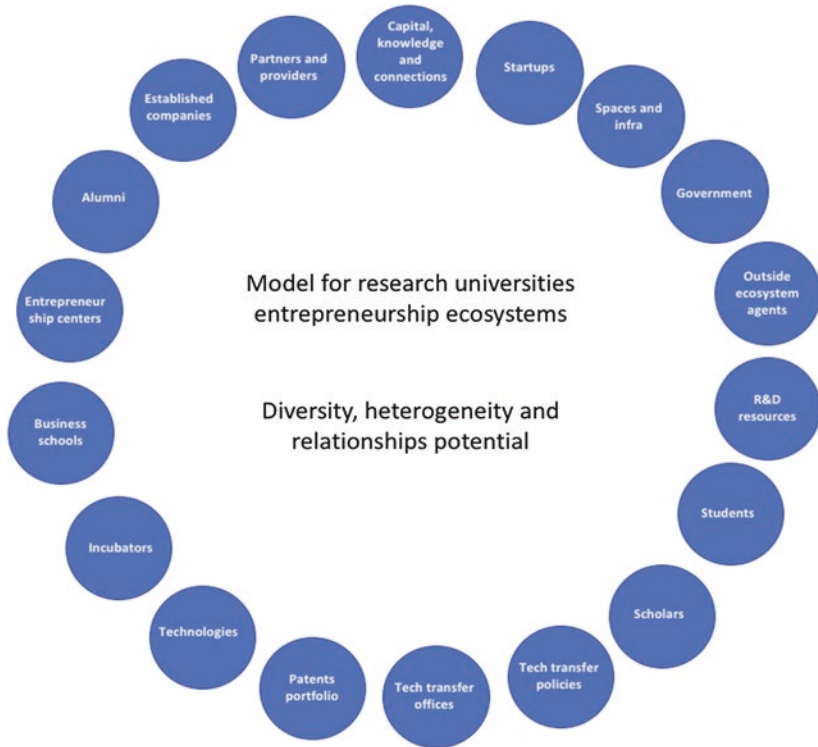 Capital,
knowledge
and
connections
Startups
Spaces and
infra
Government
Outside
ecosystem
agents
R&D
resources
Students
Scholars
Tech transfer
policies
Tech transfer
offices
Patents
portfolio
Technologies
Incubators
Business
schools
Entrepreneur
ship centers
Alumni
Established
companies
Partners and
providers
Model for research universities
entrepreneurship ecosystems
Diversity, heterogeneity and
relationships potential